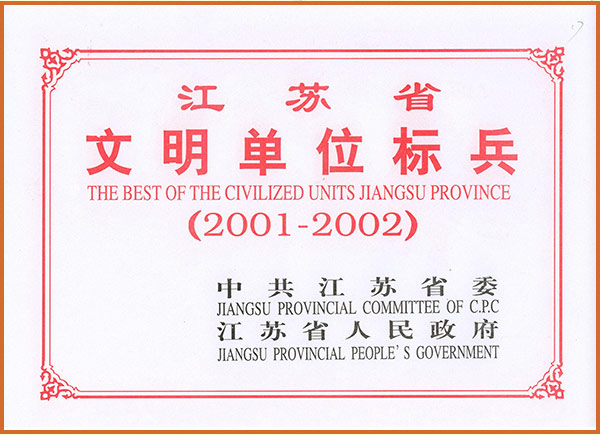 江苏省
文明单位标兵
THE BEST OF THE CIVILIZED UNITS JIANGSU PROVINCE
(2001-2002)
中共江苏省委
JIANGSU PROVINCIAL COMMITTEE OF C.P.C
江苏省人民政府
JIANGSU PROVINCIAL PEOPLE'S GOVERNMENT